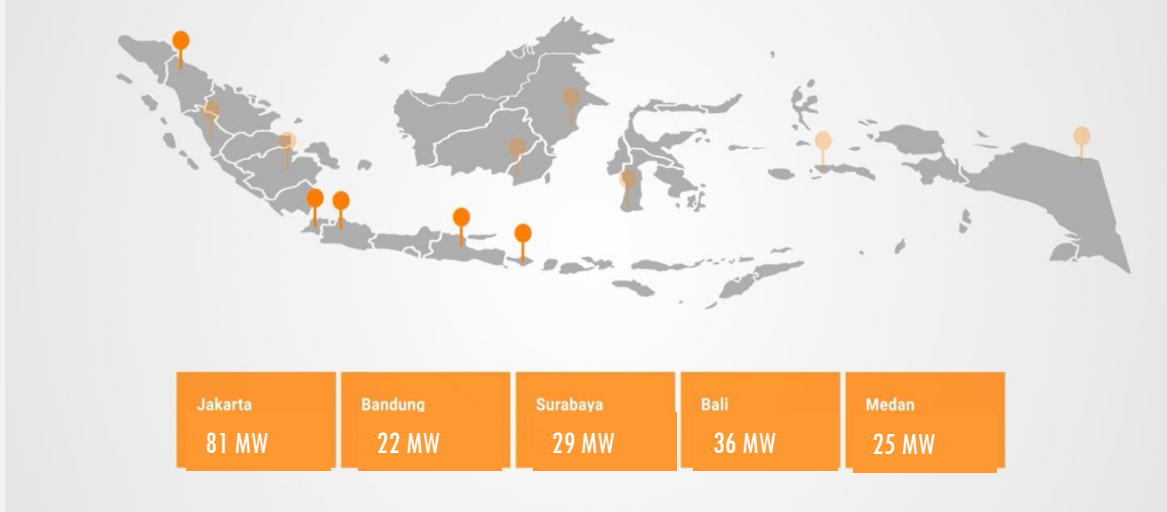 Jakarta
81 MW
Bandung
22 MW
Surabaya
29 MW
Bali
36 MW
Medan
25 MW